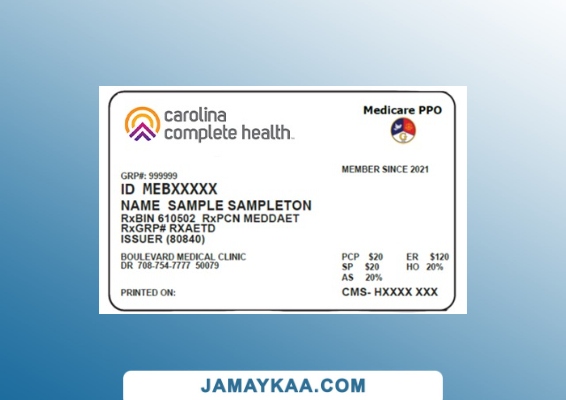 carolina
complete health™
Medicare PPO
MEMBER SINCE 2021
GRP#: 999999
ID MEBXXXXX
NAME SAMPLE SAMPLETON
RxBIN 610502 RxPCN MEDDAET
RxGRP# RXAETD
ISSUER (80840)
BOULEVARD MEDICAL CLINIC
DR 708-754-7777 50079
PCP $20 ER $120
SP $20 HO 20%
AS 20%
PRINTED ON:
CMS- HXXXX XXX
JAMAYKAA.COM